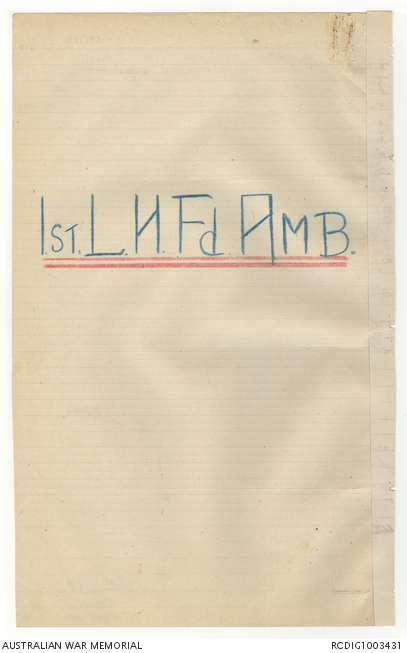 1ST. L. H. Fd. AMB.
AUSTRALIAN WAR MEMORIAL
RCDIG1003431